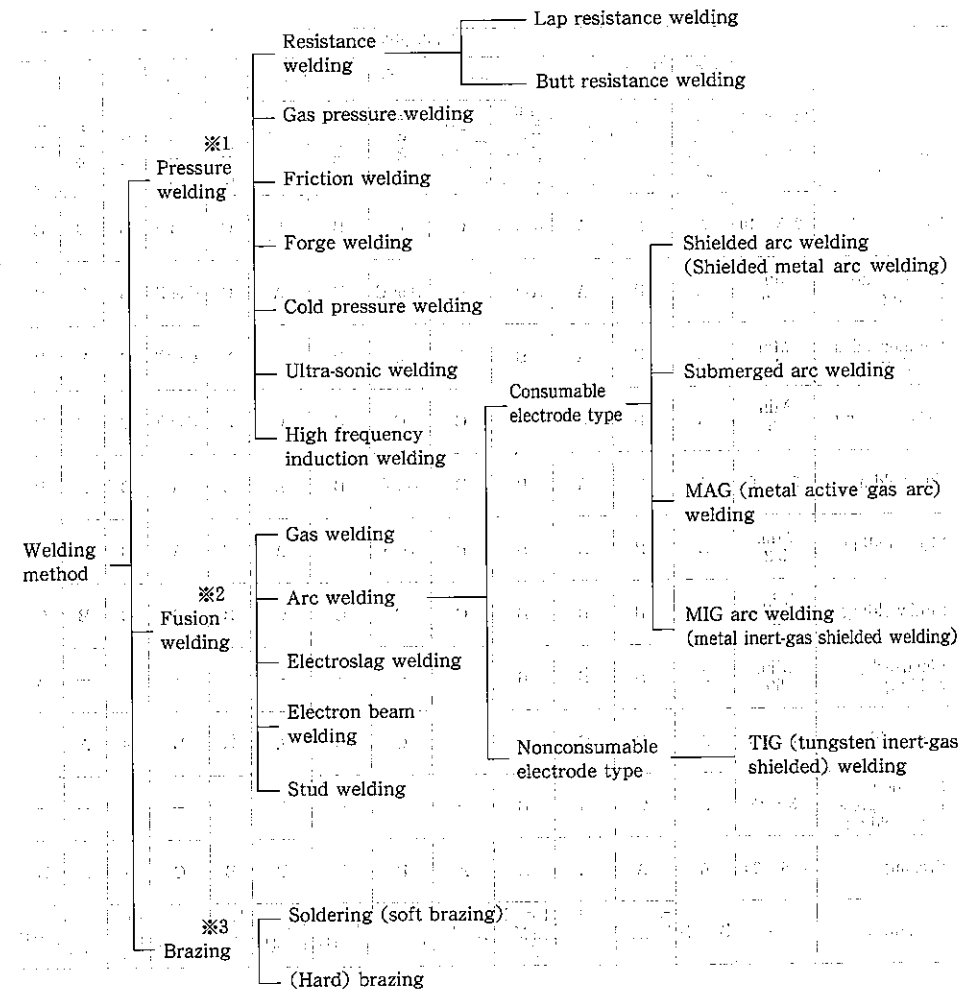 Lap resistance welding
Resistance
welding
Butt resistance welding
Gas pressure welding
※1
Pressure
welding
Friction welding
Forge welding
Shielded arc welding
(Shielded metal arc welding)
Cold pressure welding
Ultra-sonic welding
Submerged arc welding
Consumable
electrode type
High frequency
induction welding
MAG (metal active gas arc)
welding
Gas welding
Welding
method
※2
Fusion
welding
Arc welding
MIG arc welding
(metal inert-gas shielded welding)
Electroslag welding
Electron beam
welding
Nonconsumable
electrode type
TIG (tungsten inert-gas
shielded) welding
Stud welding
※3
Brazing
Soldering (soft brazing)
(Hard) brazing